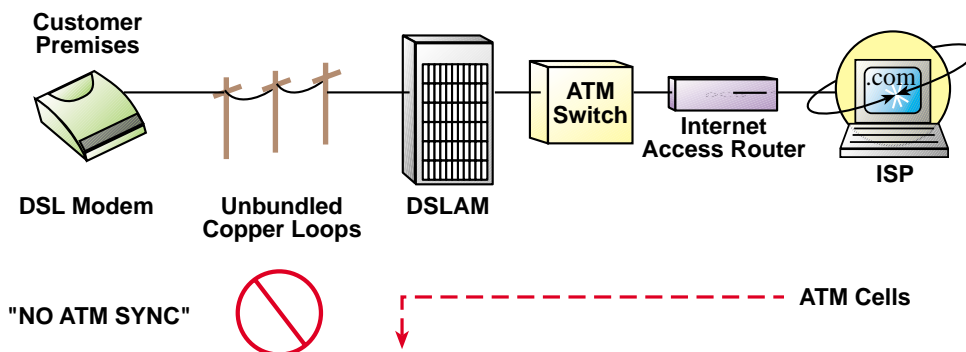 Customer
Premises
.com
ATM
Switch
Internet
Access Router
ISP
DSL Modem
Unbundled
Copper Loops
DSLAM
"NO ATM SYNC"
ATM Cells